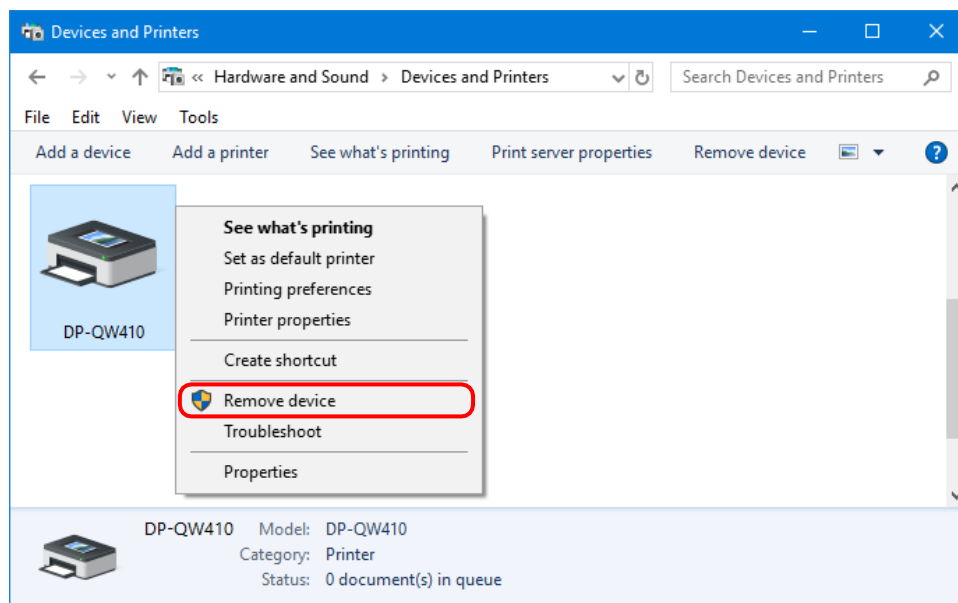 Devices and Printers
« Hardware and Sound > Devices and Printers
Search Devices and Printers
File Edit View Tools
Add a device Add a printer See what's printing Print server properties Remove device ?
See what's printing
Set as default printer
Printing preferences
Printer properties
DP-QW410
Create shortcut
Remove device
Troubleshoot
Properties
DP-QW410 Model: DP-QW410
Category: Printer
Status: 0 document(s) in queue